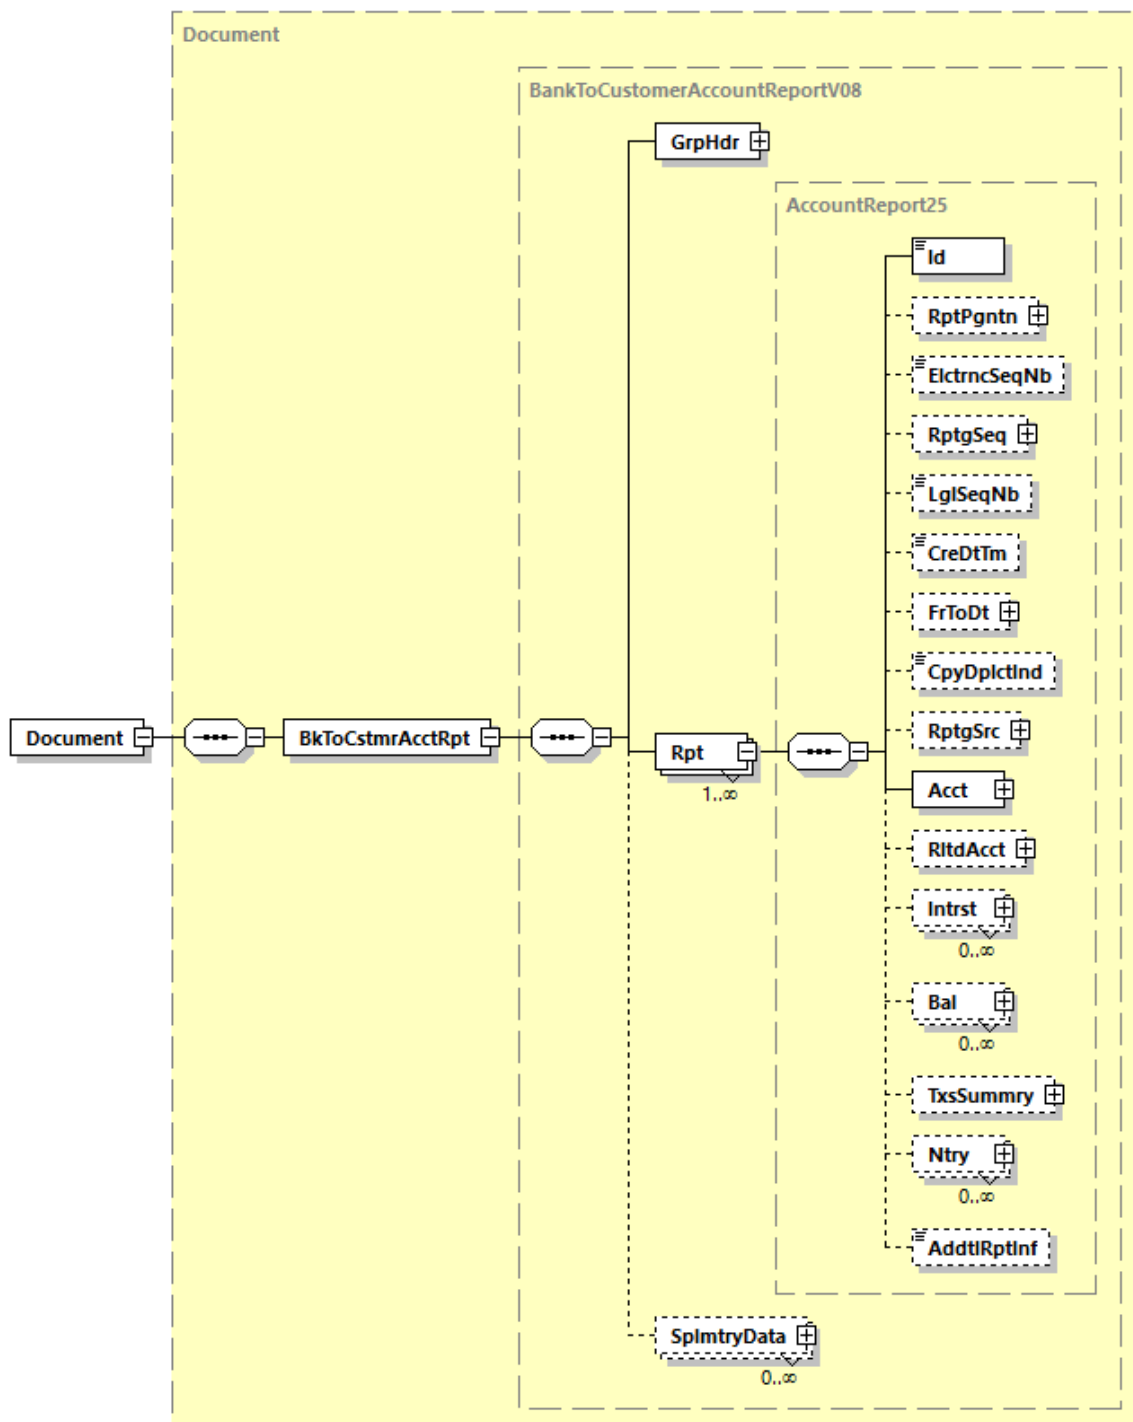 Document
BankToCustomerAccountReportV08
GrpHdr
AccountReport25
Id
RptPgntn
ElctrncSeqNb
RptgSeq
LglSeqNb
CreDtTm
FrToDt
CpyDplctInd
RptgSrc
Document
BkToCstmrAcctRpt
Rpt
1..∞
Acct
RltdAcct
Intrst
0..∞
Bal
0..∞
TxsSummry
Ntry
0..∞
AddtlRptInf
SplmtryData
0..∞